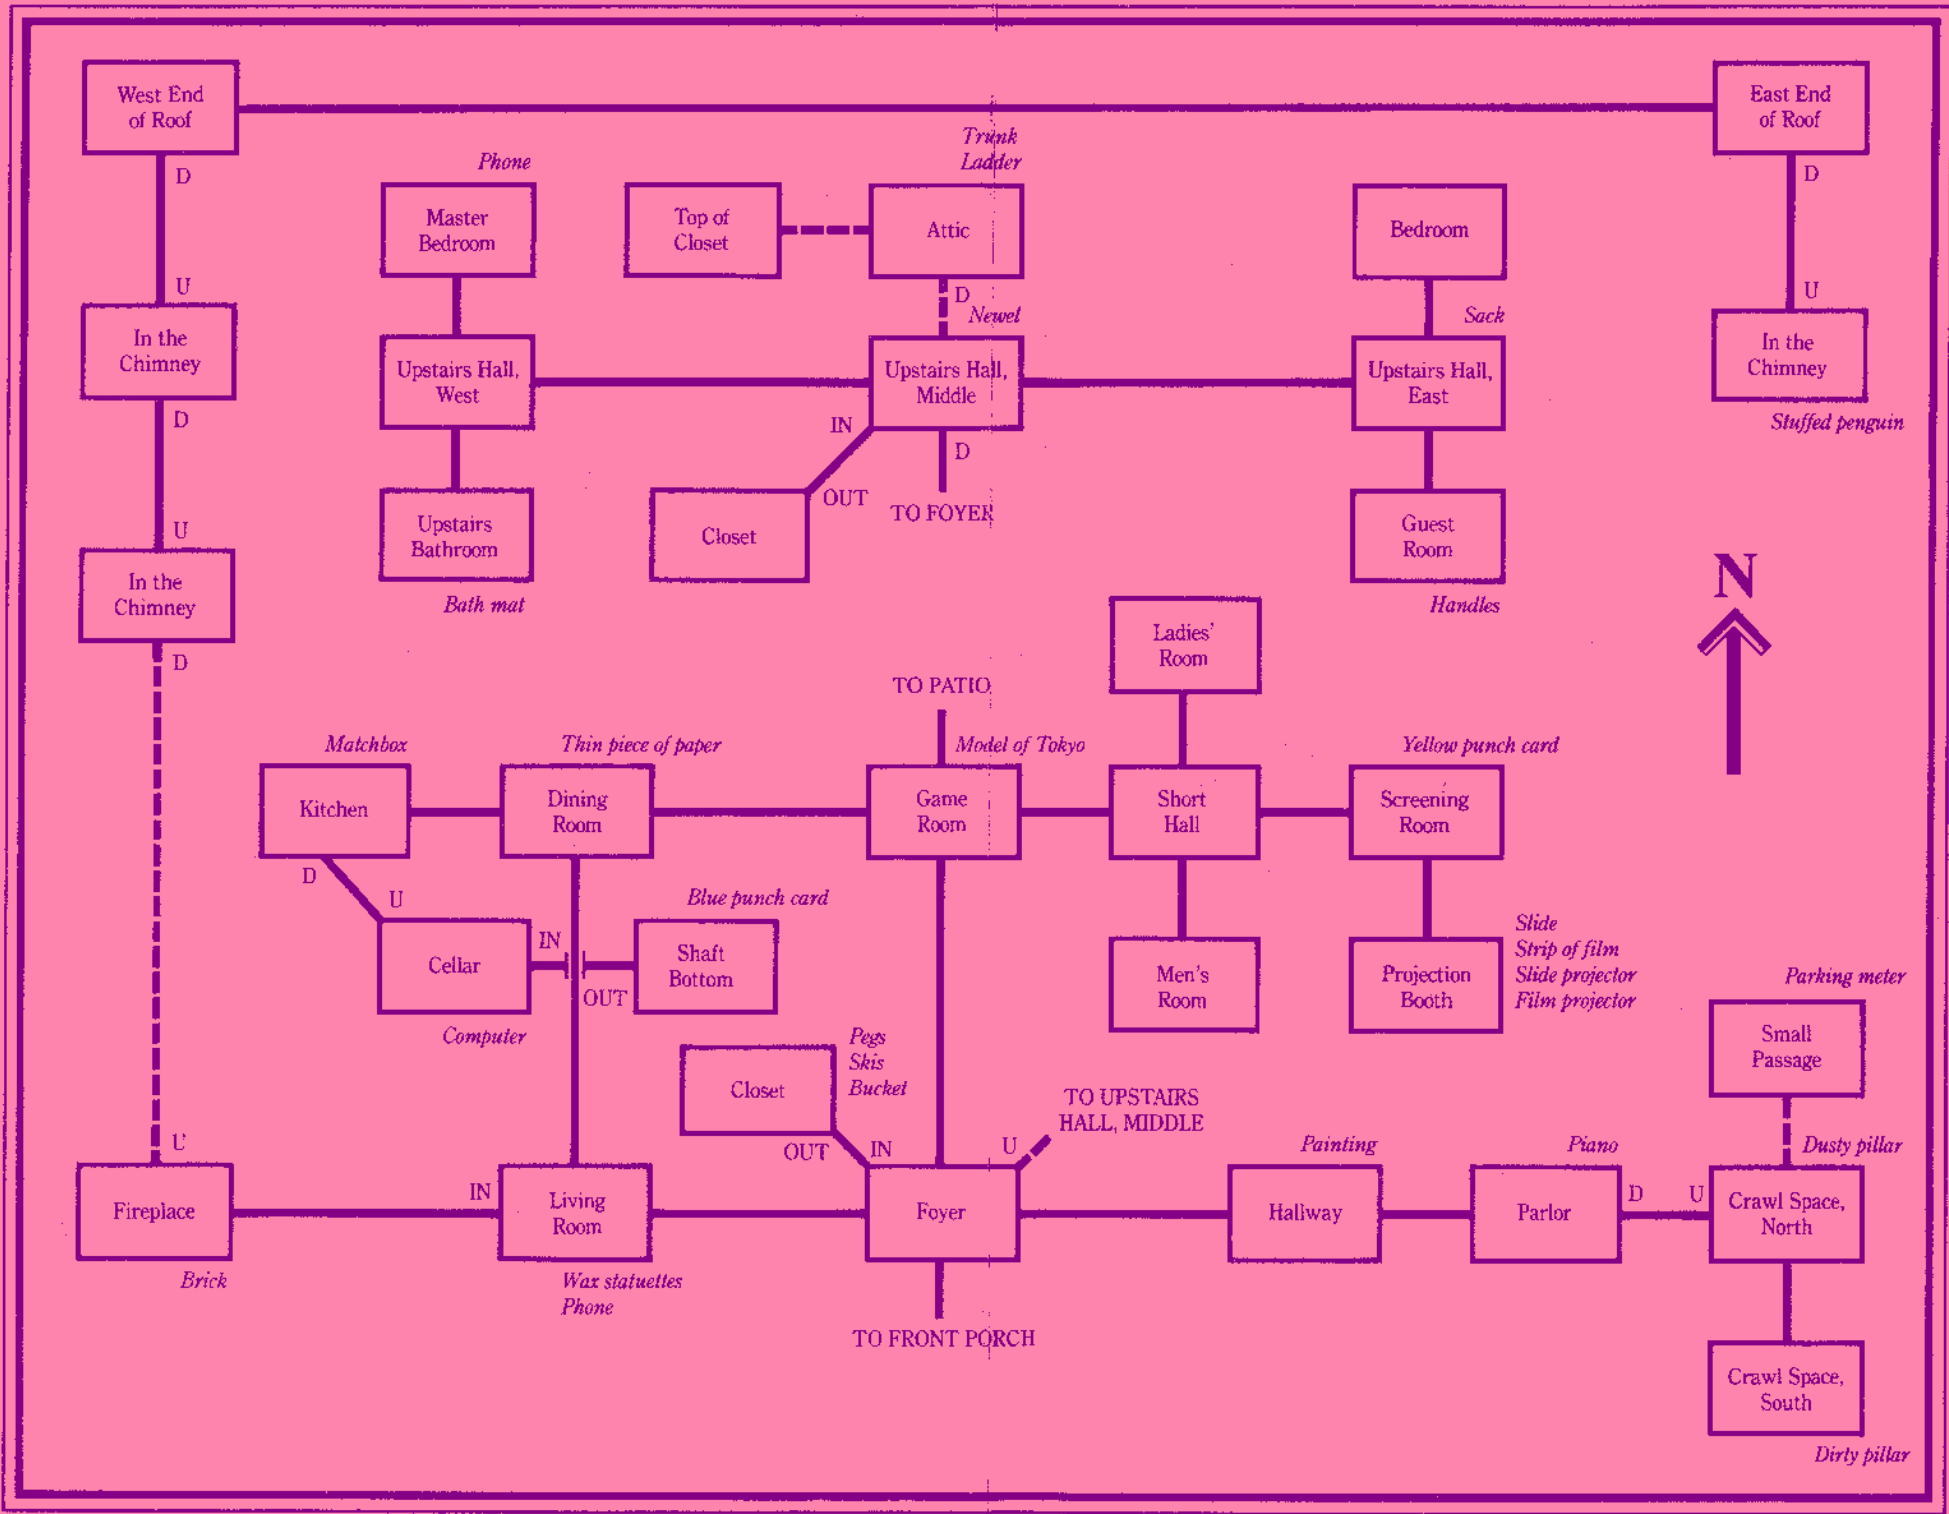 West End
of Roof
East End
of Roof
D
D
Trunk
Ladder
Phone
Master
Bedroom
Top of
Closet
Attic
Bedroom
U
D
U
Newel
Sack
In the
Chimney
Upstairs Hall,
West
Upstairs Hall,
Middle
Upstairs Hall,
East
In the
Chimney
D
IN
D
Stuffed penguin
OUT
TO FOYER
U
Upstairs
Bathroom
Closet
Guest
Room
N
In the
Chimney
Bath mat
Handles
D
Ladies'
Room
TO PATIO
Matchbox
Thin piece of paper
Model of Tokyo
Yellow punch card
Kitchen
Dining
Room
Game
Room
Short
Hall
Screening
Room
D
U
Blue punch card
Cellar
IN
OUT
Shaft
Bottom
Men's
Room
Projection
Booth
Slide
Strip of film
Slide projector
Film projector
Parking meter
Computer
Closet
Pegs
Skis
Bucket
Small
Passage
TO UPSTAIRS
HALL, MIDDLE
U
OUT
IN
U
Painting
Piano
Dusty pillar
Fireplace
IN
Living
Room
Foyer
Hallway
Parlor
D
U
Crawl Space,
North
Brick
Wax statuettes
Phone
TO FRONT PORCH
Crawl Space,
South
Dirty pillar